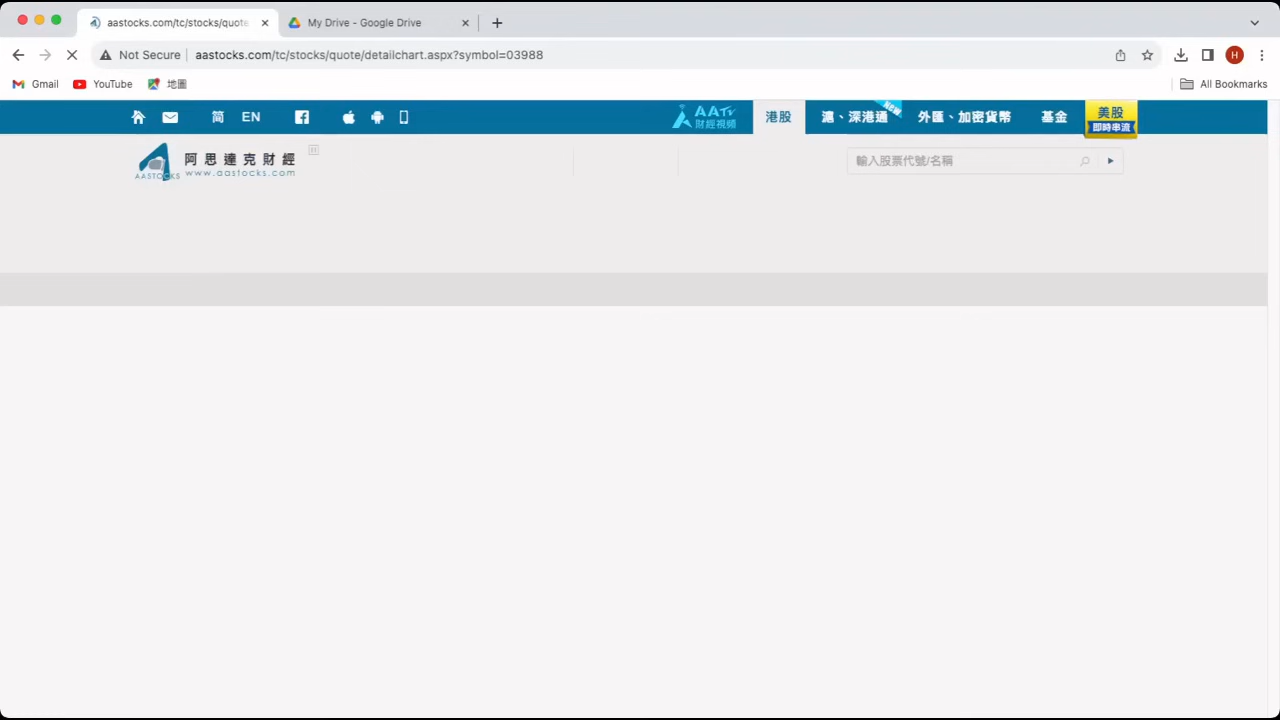 aastocks.com/tc/stocks/quote
My Drive - Google Drive
Not Secure
aastocks.com/tc/stocks/quote/detailchart.aspx?symbol=03988
H
Gmail
YouTube
地圖
All Bookmarks
简
EN
AATV
財經視頻
港股
滬、深港通
NEW
外匯、加密貨幣
基金
美股
即時串流
AASTOCKS
阿思達克財經
www.aastocks.com
輸入股票代號/名稱